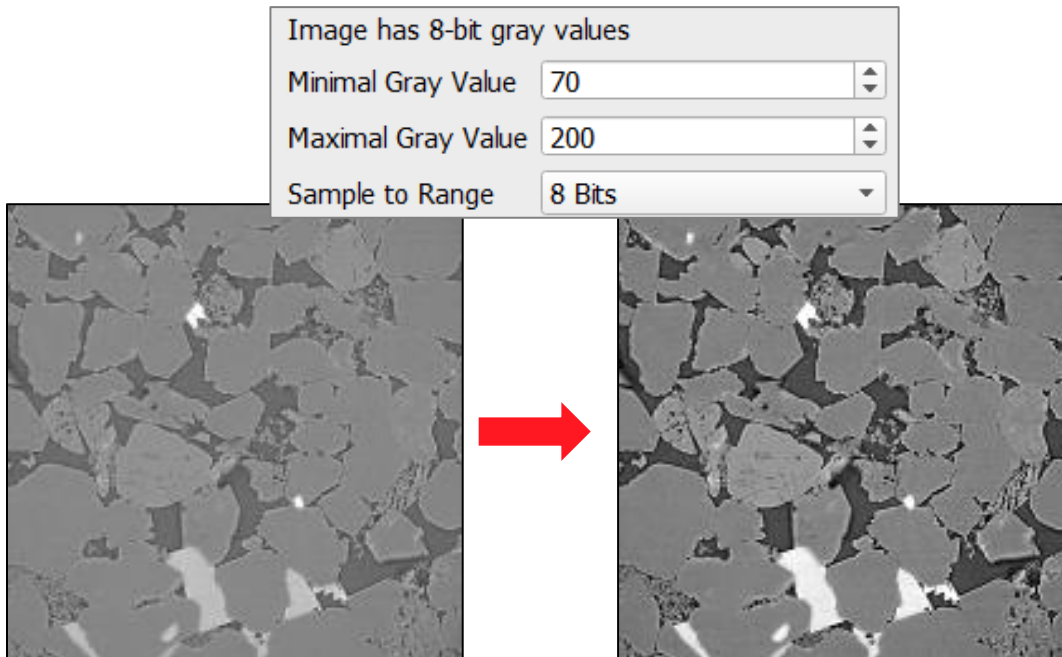 Image has 8-bit gray values
Minimal Gray Value 70
Maximal Gray Value 200
Sample to Range 8 Bits